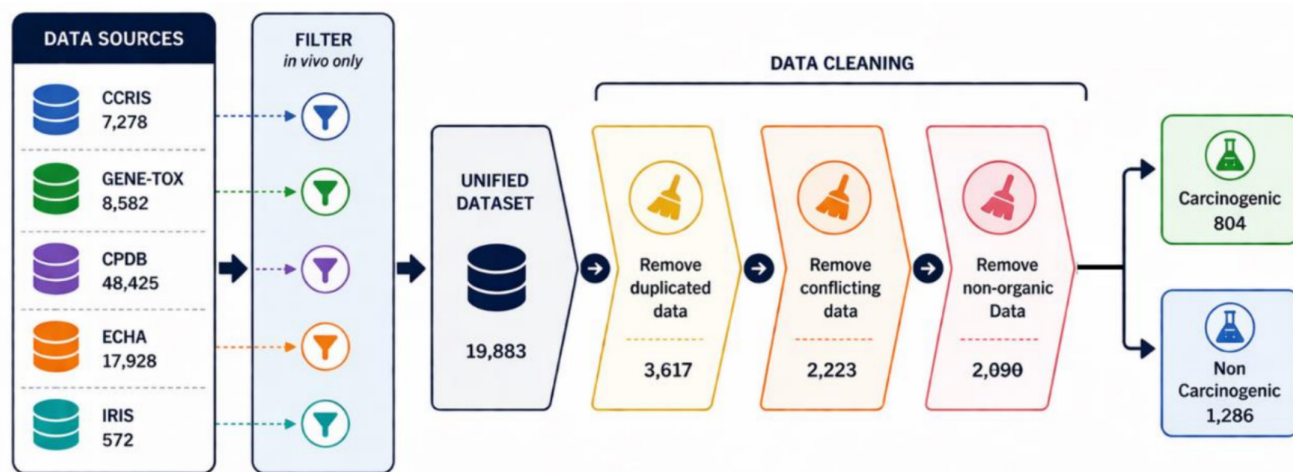 DATA SOURCES
CCRIS
7,278
GENE-TOX
8,582
CPDB
48,425
ECHA
17,928
IRIS
572
FILTER
in vivo only
UNIFIED
DATASET
19,883
DATA CLEANING
Remove
duplicated
data
3,617
Remove
conflicting
data
2,223
Remove
non-organic
Data
2,090
Carcinogenic
804
Non
Carcinogenic
1,286